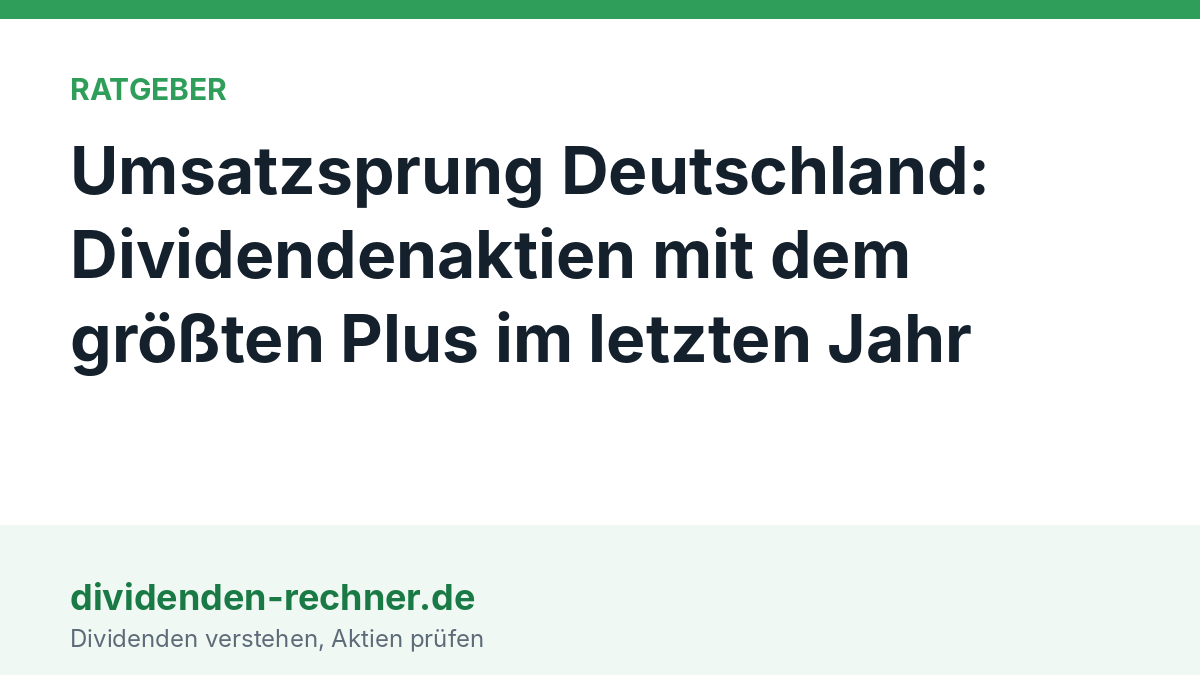 RATGEBER
Umsatzsprung Deutschland:
Dividendenaktien mit dem
größten Plus im letzten Jahr
dividenden-rechner.de
Dividenden verstehen, Aktien prüfen